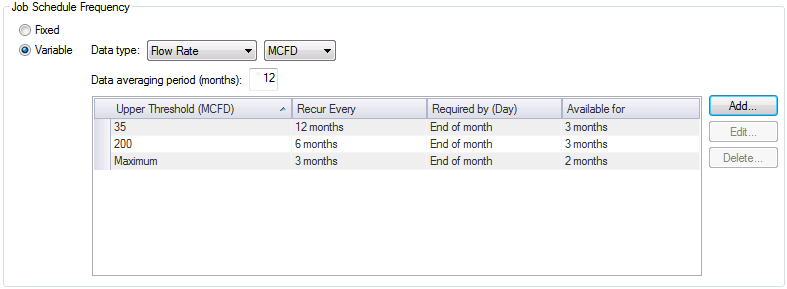 Job Schedule Frequency
Fixed
Variable Data type: Flow Rate MCFD
Data averaging period (months): 12
Upper Threshold (MCFD) Recur Every Required by (Day) Available for Add...
35 12 months End of month 3 months Edit...
200 6 months End of month 3 months
Maximum 3 months End of month 2 months Delete...